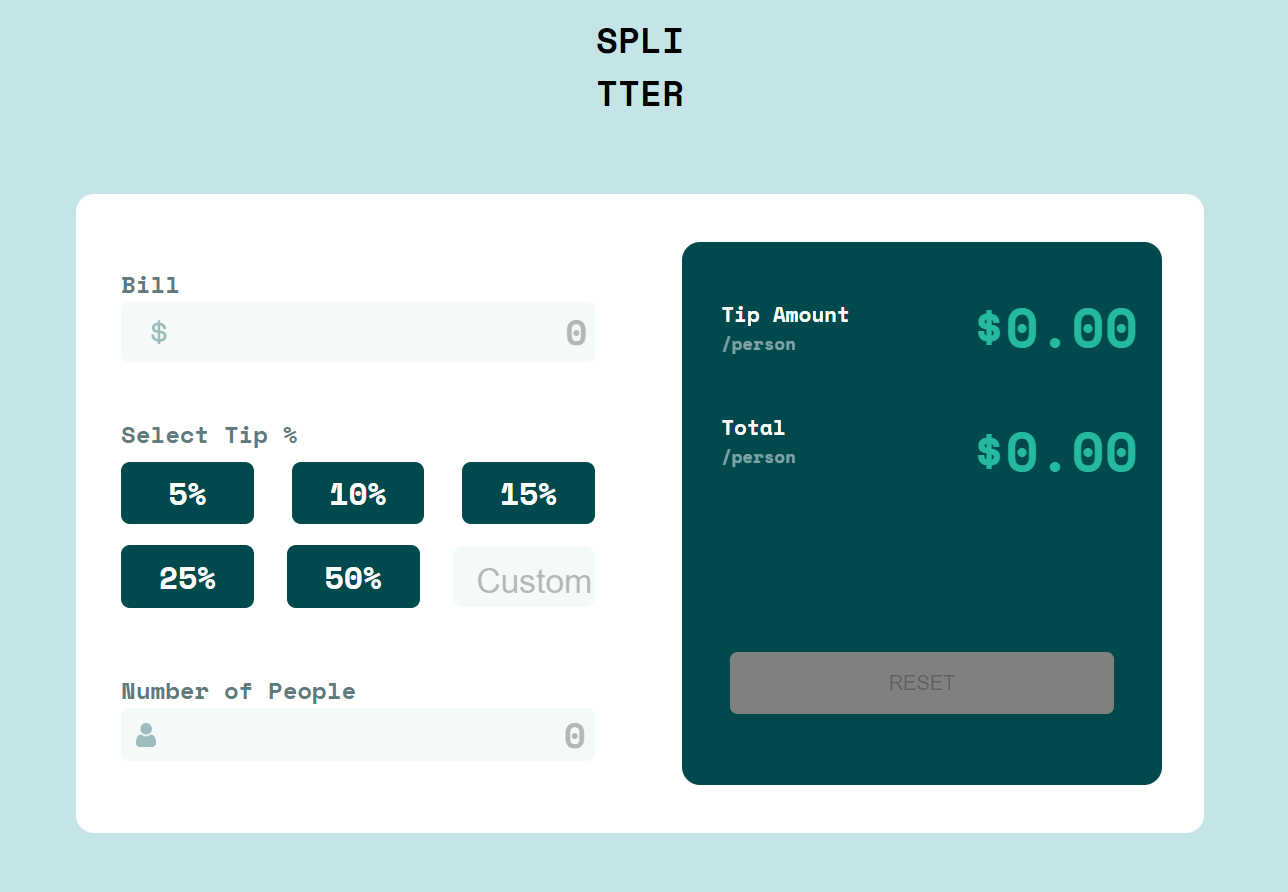 SPLI
TTER
Bill
$ 0
Select Tip %
5% 10% 15%
25% 50% Custom
Number of People
0
Tip Amount $0.00
/person
Total $0.00
/person
RESET